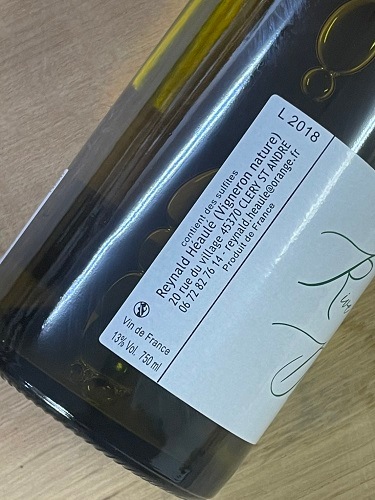 L 2018
contient des sulfites
Reynald Héaulé (Vigneron nature)
20 rue du village 45370 CLERY ST ANDRE
06 72 82 76 14 - reynald.heaule@orange.fr
Produit de France
Vin de France
13% Vol. 750 ml